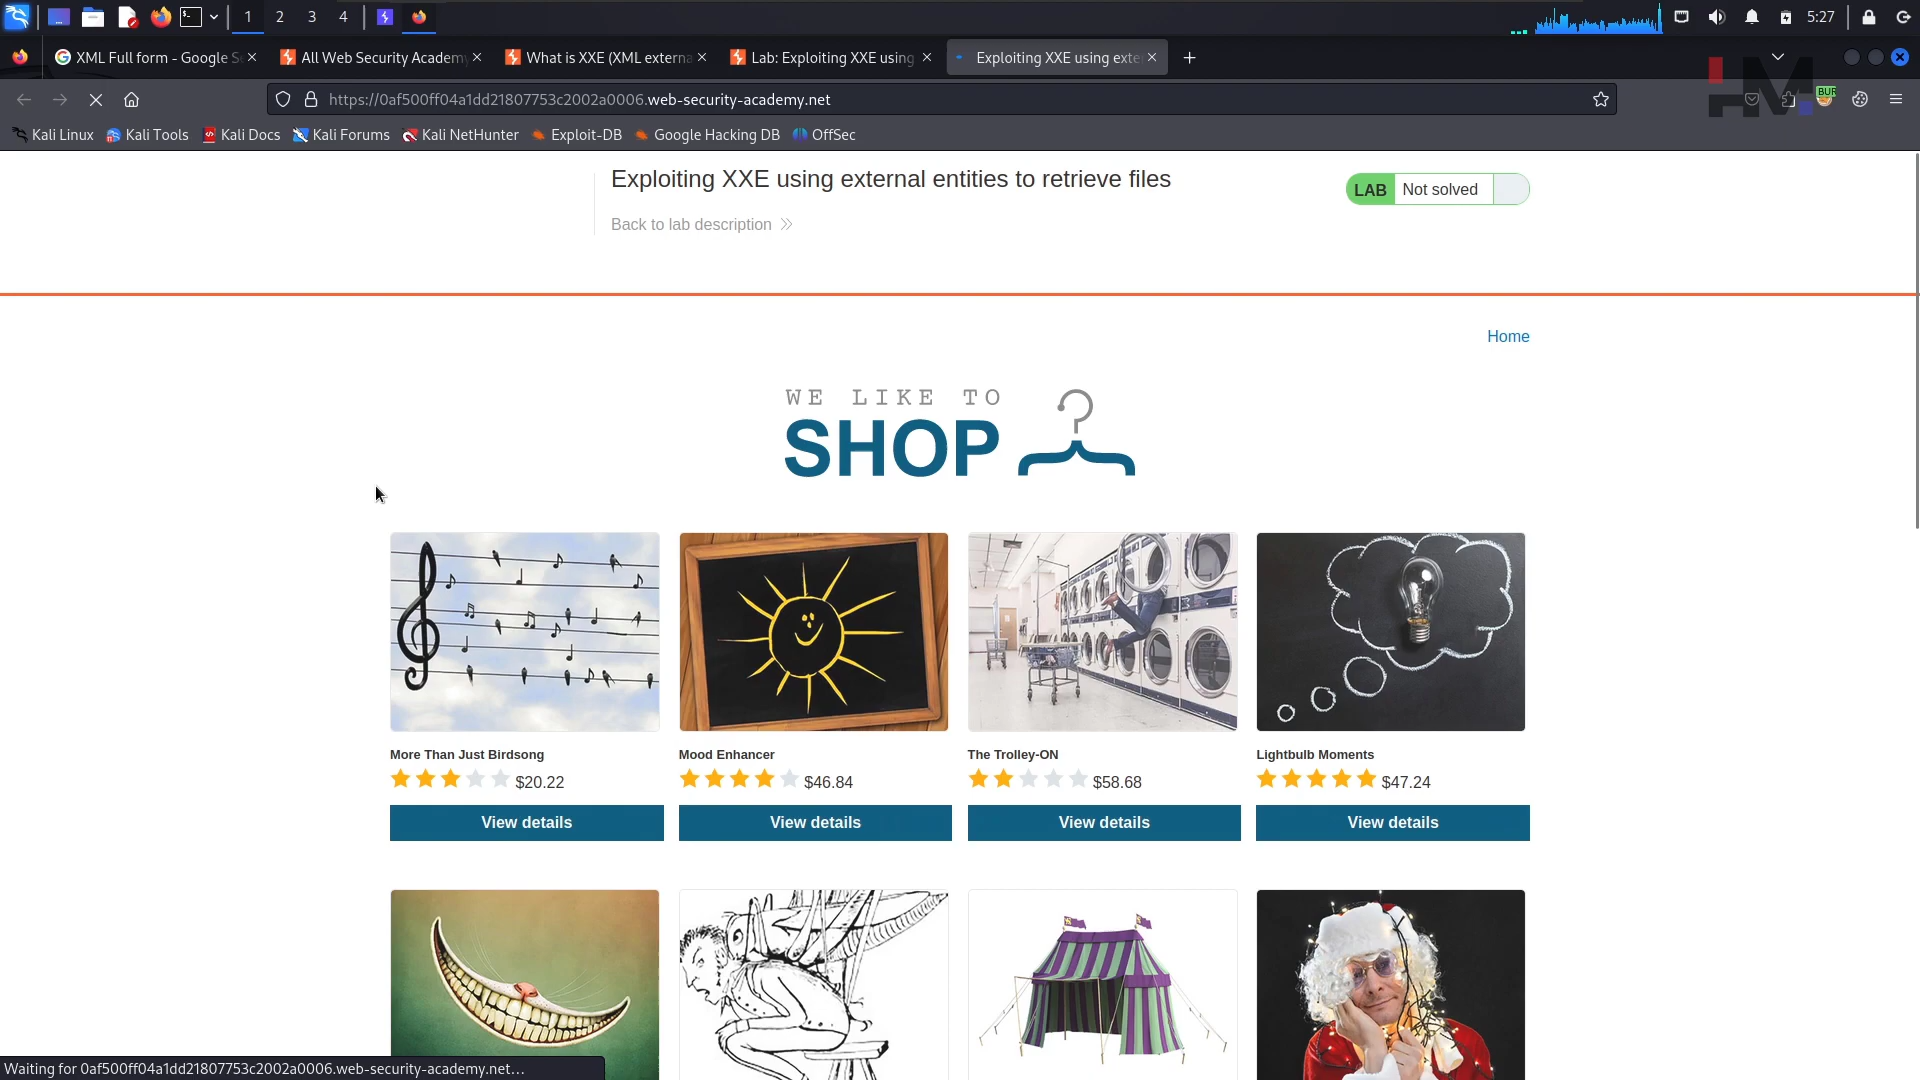 1 2 3 4 5:27
XML Full form - Google S
All Web Security Academy
What is XXE (XML externa
Lab: Exploiting XXE using
Exploiting XXE using exte
https://0af500ff04a1dd21807753c2002a0006.web-security-academy.net
BUR
HM
Kali Linux Kali Tools Kali Docs Kali Forums Kali NetHunter Exploit-DB Google Hacking DB OffSec
Exploiting XXE using external entities to retrieve files
LAB Not solved
Back to lab description
Home
WE LIKE TO
SHOP
More Than Just Birdsong Mood Enhancer The Trolley-ON Lightbulb Moments
$20.22 $46.84 $58.68 $47.24
View details View details View details View details
Waiting for 0af500ff04a1dd21807753c2002a0006.web-security-academy.net...